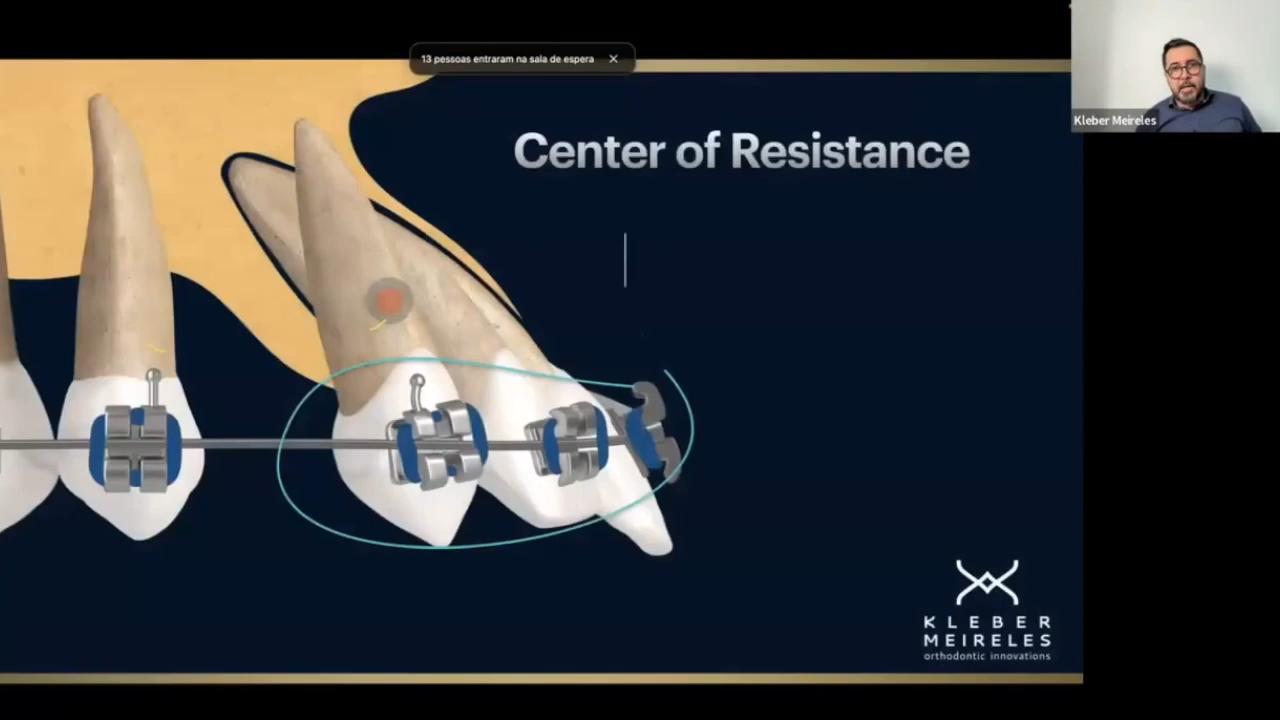 13 pessoas entraram na sala de espera
Kleber Meireles
Center of Resistance
KLEBER
MEIRELES
orthodontic innovations